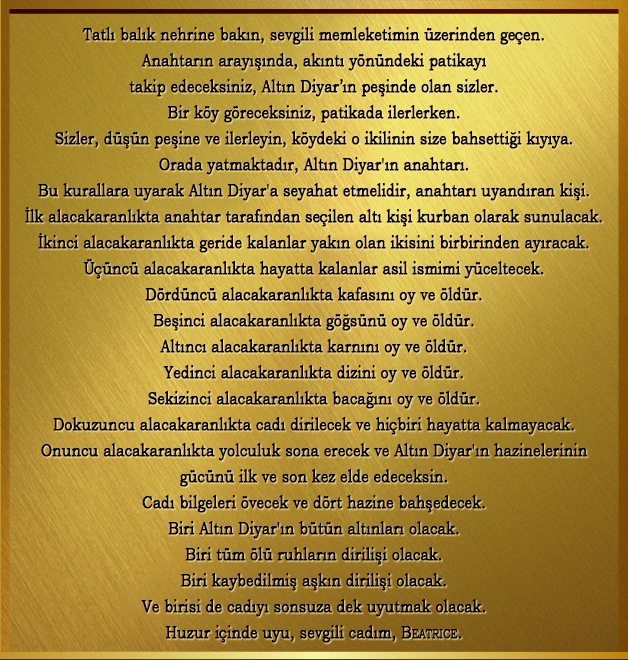 Tatlı balık nehrine bakın, sevgili memleketimin üzerinden geçen.
Anahtarın arayışında, akıntı yönündeki patikayı
takip edeceksiniz, Altın Diyar’ın peşinde olan sizler.
Bir köy göreceksiniz, patikada ilerlerken.
Sizler, düşün peşine ve ilerleyin, köydeki o ikilinin size bahsettiği kıyıya.
Orada yatmaktadır, Altın Diyar'ın anahtarı.
Bu kurallara uyarak Altın Diyar'a seyahat etmelidir, anahtarı uyandıran kişi.
İlk alacakaranlıkta anahtar tarafından seçilen altı kişi kurban olarak sunulacak.
İkinci alacakaranlıkta geride kalanlar yakın olan ikisini birbirinden ayıracak.
Üçüncü alacakaranlıkta hayatta kalanlar asil ismimi yüceltecek.
Dördüncü alacakaranlıkta kafasını oy ve öldür.
Beşinci alacakaranlıkta göğsünü oy ve öldür.
Altıncı alacakaranlıkta karnını oy ve öldür.
Yedinci alacakaranlıkta dizini oy ve öldür.
Sekizinci alacakaranlıkta bacağını oy ve öldür.
Dokuzuncu alacakaranlıkta cadı dirilecek ve hiçbiri hayatta kalmayacak.
Onuncu alacakaranlıkta yolculuk sona erecek ve Altın Diyar'ın hazinelerinin
gücünü ilk ve son kez elde edeceksin.
Cadı bilgeleri övecek ve dört hazine bahşedecek.
Biri Altın Diyar'ın bütün altınları olacak.
Biri tüm ölü ruhların dirilişi olacak.
Biri kaybedilmiş aşkın dirilişi olacak.
Ve birisi de cadıyı sonsuza dek uyutmak olacak.
Huzur içinde uyu, sevgili cadım, BEATRICE.